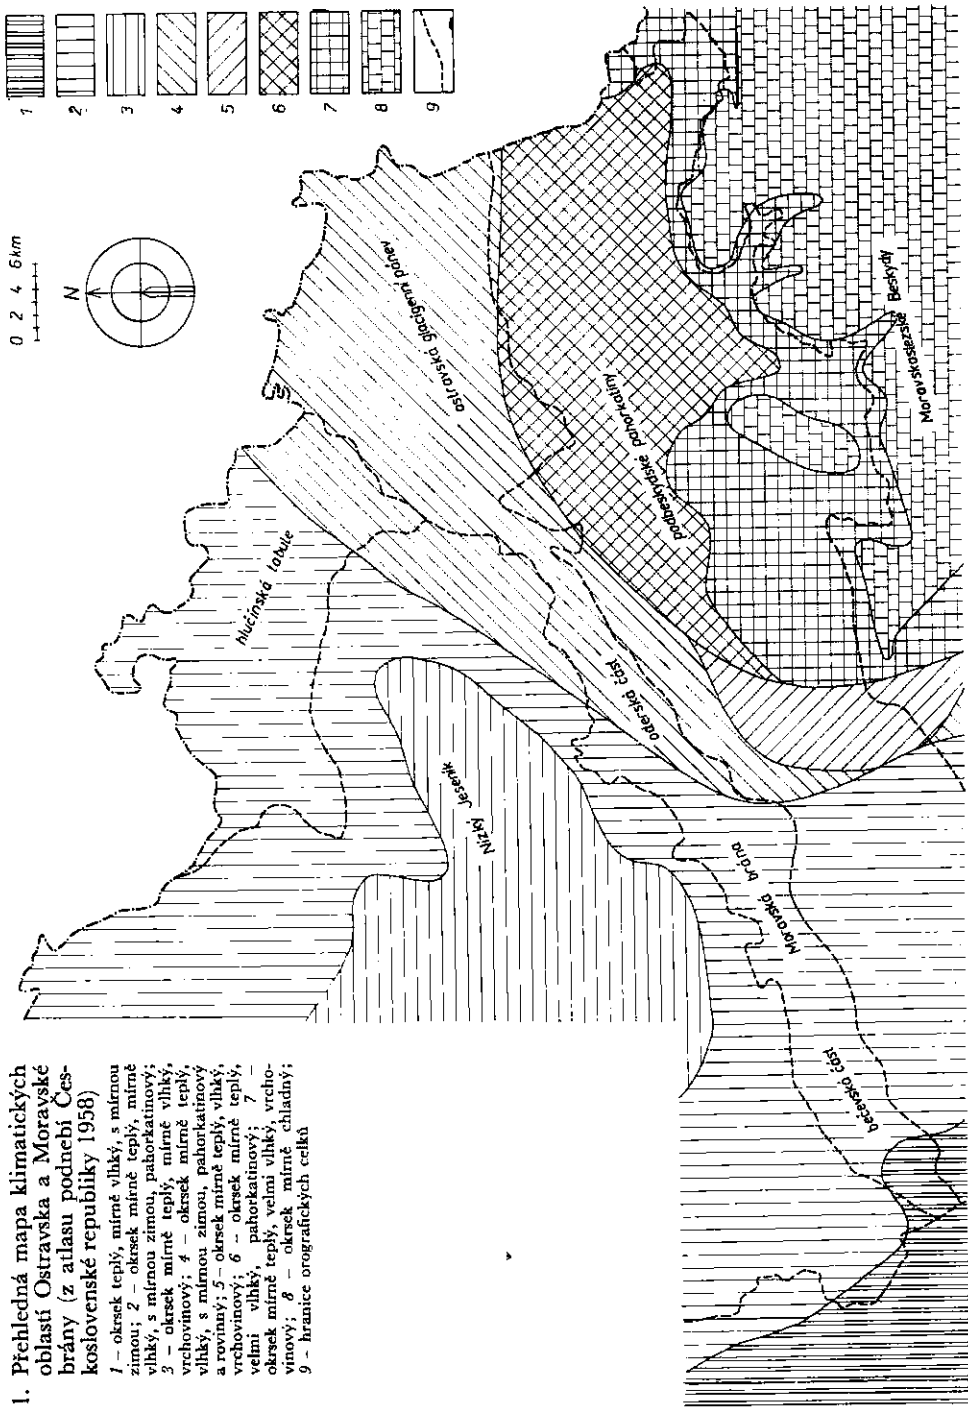 1. Přehledná mapa klimatických
oblastí Ostravska a Moravské
brány (z atlasu podnebí Čes-
koslovenské republiky 1958)
1 – okrsek teplý, mírně vlhký, s mírnou
zimou; 2 – okrsek mírně teplý, mírně
vlhký, s mírnou zimou, pahorkatinový;
3 – okrsek mírně teplý, mírně vlhký,
vrchovinový; 4 – okrsek mírně teplý,
vlhký, s mírnou zimou, pahorkatinový
a rovinný; 5 – okrsek mírně teplý, vlhký,
vrchovinový; 6 – okrsek mírně teplý,
velmi vlhký, pahorkatinový; 7 –
okrsek mírně teplý, velmi vlhký, vrcho-
vinový; 8 – okrsek mírně chladný;
9 – hranice orografických celků
0 2 4 6 km
N
1
2
3
4
5
6
7
8
9
hlučínská tabule
ostravská glacigenní pánev
Nízký Jeseník
oderská část
podbeskydské pahorkatiny
Moravskoslezské Beskydy
Moravská brána
bečevská část